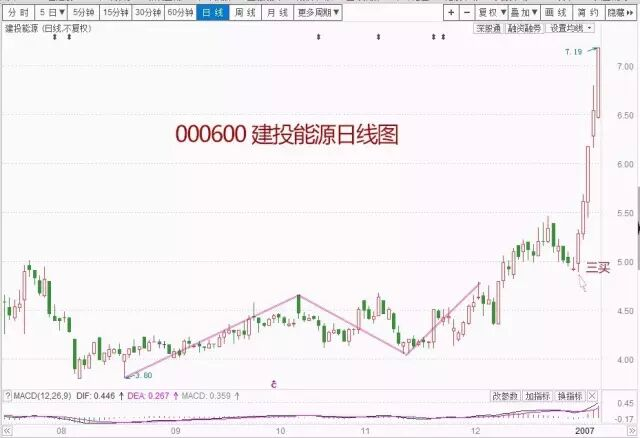 分时 5日▼ 5分钟 15分钟 30分钟 60分钟 日线 周线 月线 更多周期▼ + - 复权▼ 叠加▼ 画线 简约 隐藏>>
建投能源(日线.不复权) 深股通 融资融券 设置均线▼
7.19
7.00
000600 建投能源日线图
6.50
6.00
5.50
5.00
三买
4.50
4.00
3.80
? MACD(12,26,9) DIF: 0.446 ↑ DEA: 0.267 ↑ MACD: 0.359 ↑ 改参数 加指标 换指标 ×
0.45
-0.17
08 09 10 11 12 2007